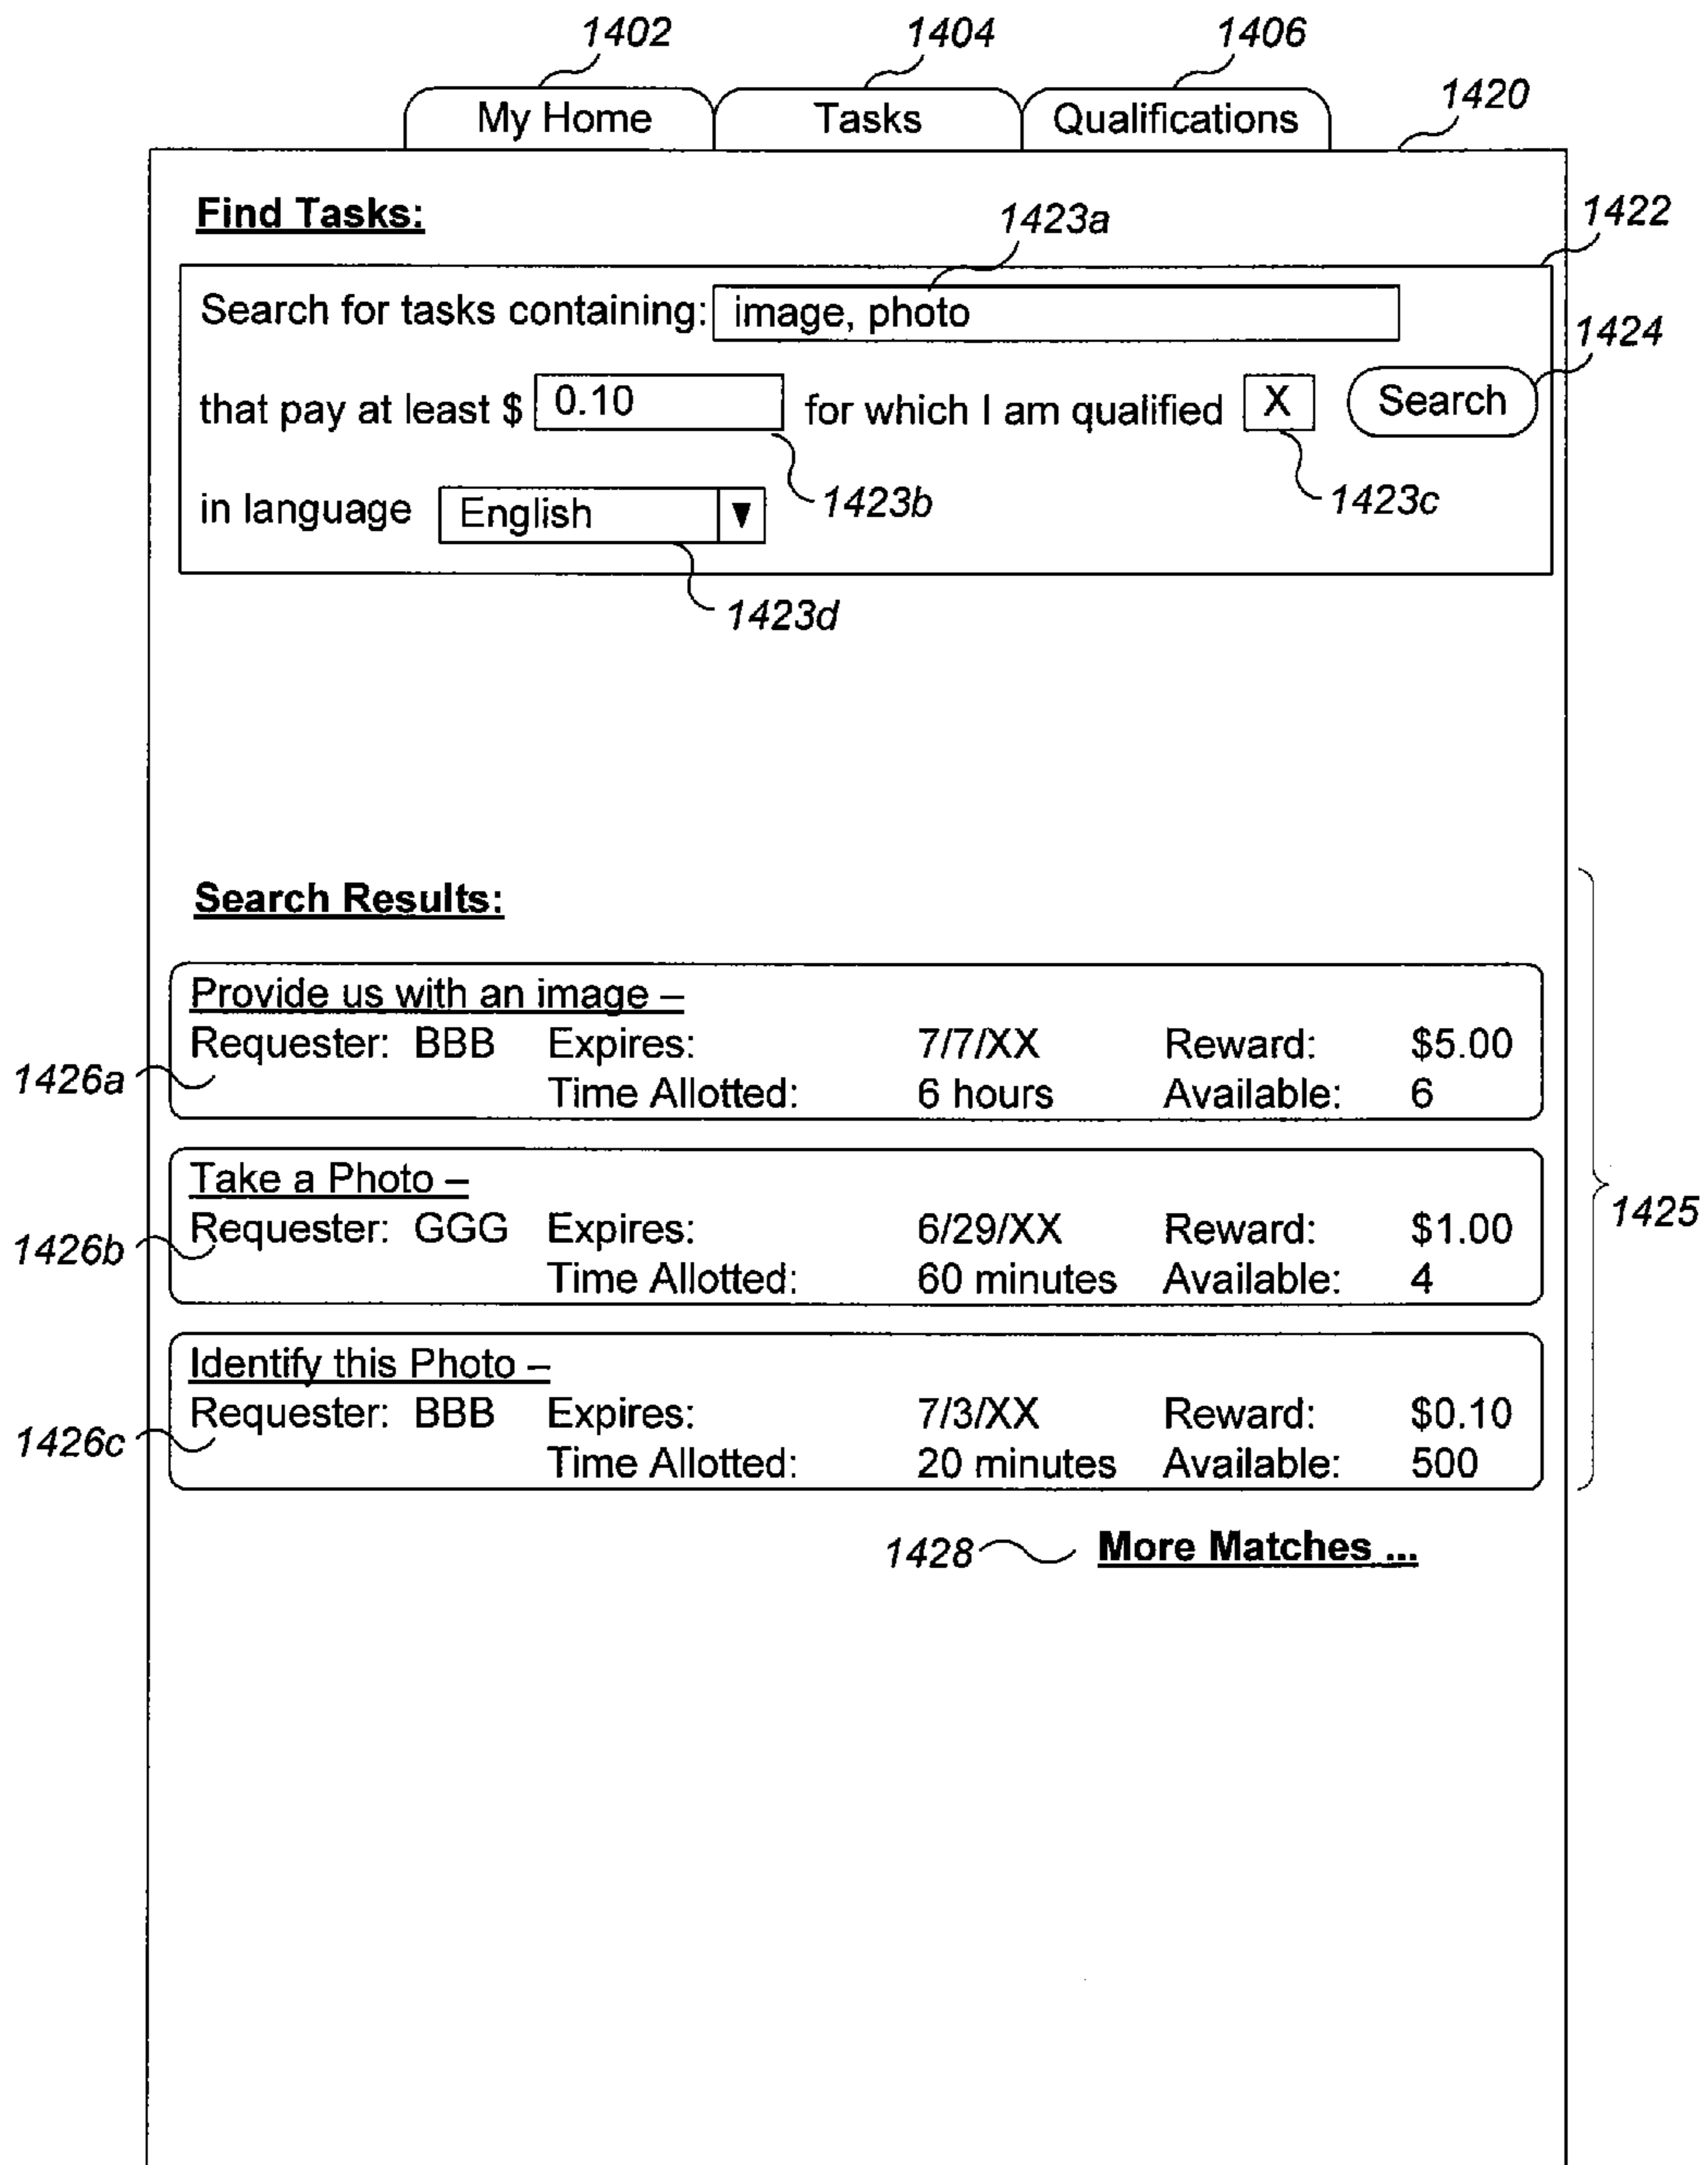 1402 1404 1406
My Home Tasks Qualifications
1420
Find Tasks:
1423a
1422
Search for tasks containing: image, photo
1424
that pay at least $ 0.10 for which I am qualified X Search
1423b 1423c
in language English ▼
1423d
Search Results:
Provide us with an image –
Requester: BBB Expires: 7/7/XX Reward: $5.00
1426a
Time Allotted: 6 hours Available: 6
Take a Photo –
1425
Requester: GGG Expires: 6/29/XX Reward: $1.00
1426b
Time Allotted: 60 minutes Available: 4
Identify this Photo –
Requester: BBB Expires: 7/3/XX Reward: $0.10
1426c
Time Allotted: 20 minutes Available: 500
1428 More Matches ...